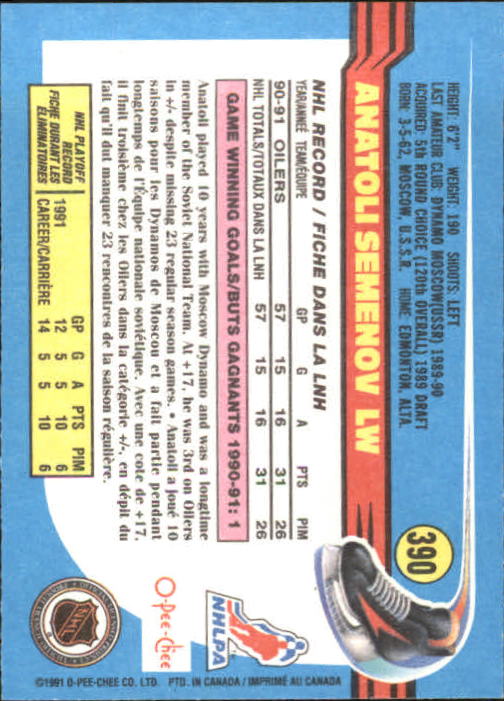 390
HEIGHT: 6'2" WEIGHT: 190 SHOOTS: LEFT
LAST AMATEUR CLUB: DYNAMO MOSCOW(USSR) 1989-90
ACQUIRED: 5th ROUND CHOICE (120th OVERALL) 1989 DRAFT
BORN: 3-5-62, MOSCOW, U.S.S.R. HOME: EDMONTON, ALTA.
ANATOLI SEMENOV LW
NHL RECORD / FICHE DANS LA LNH
YEAR/ANNÉE TEAM/ÉQUIPE GP G A PTS PIM
90-91 OILERS 57 15 16 31 26
NHL TOTALS/TOTAUX DANS LA LNH 57 15 16 31 26
GAME WINNING GOALS/BUTS GAGNANTS 1990-91: 1
Anatoli played 10 years with Moscow Dynamo and was a longtime
member of the Soviet National Team. At +17, he was 3rd on Oilers
in +/- despite missing 23 regular season games. • Anatoli a joué 10
saisons pour les Dynamos de Moscou et a fait partie pendant
longtemps de l'Équipe nationale soviétique. Avec une cote de +17,
il finit troisième chez les Oilers dans la catégorie +/-, en dépit du
fait qu'il dut manquer 23 rencontres de la saison régulière.
NHL PLAYOFF
RECORD
FICHE DURANT LES
ÉLIMINATOIRES
GP G A PTS PIM
1991 12 5 5 10 6
CAREER/CARRIÈRE 14 5 5 10 6
NHLPA
O-Pee-Chee
NHL
©1991 O-PEE-CHEE CO. LTD. PTD. IN CANADA / IMPRIMÉ AU CANADA